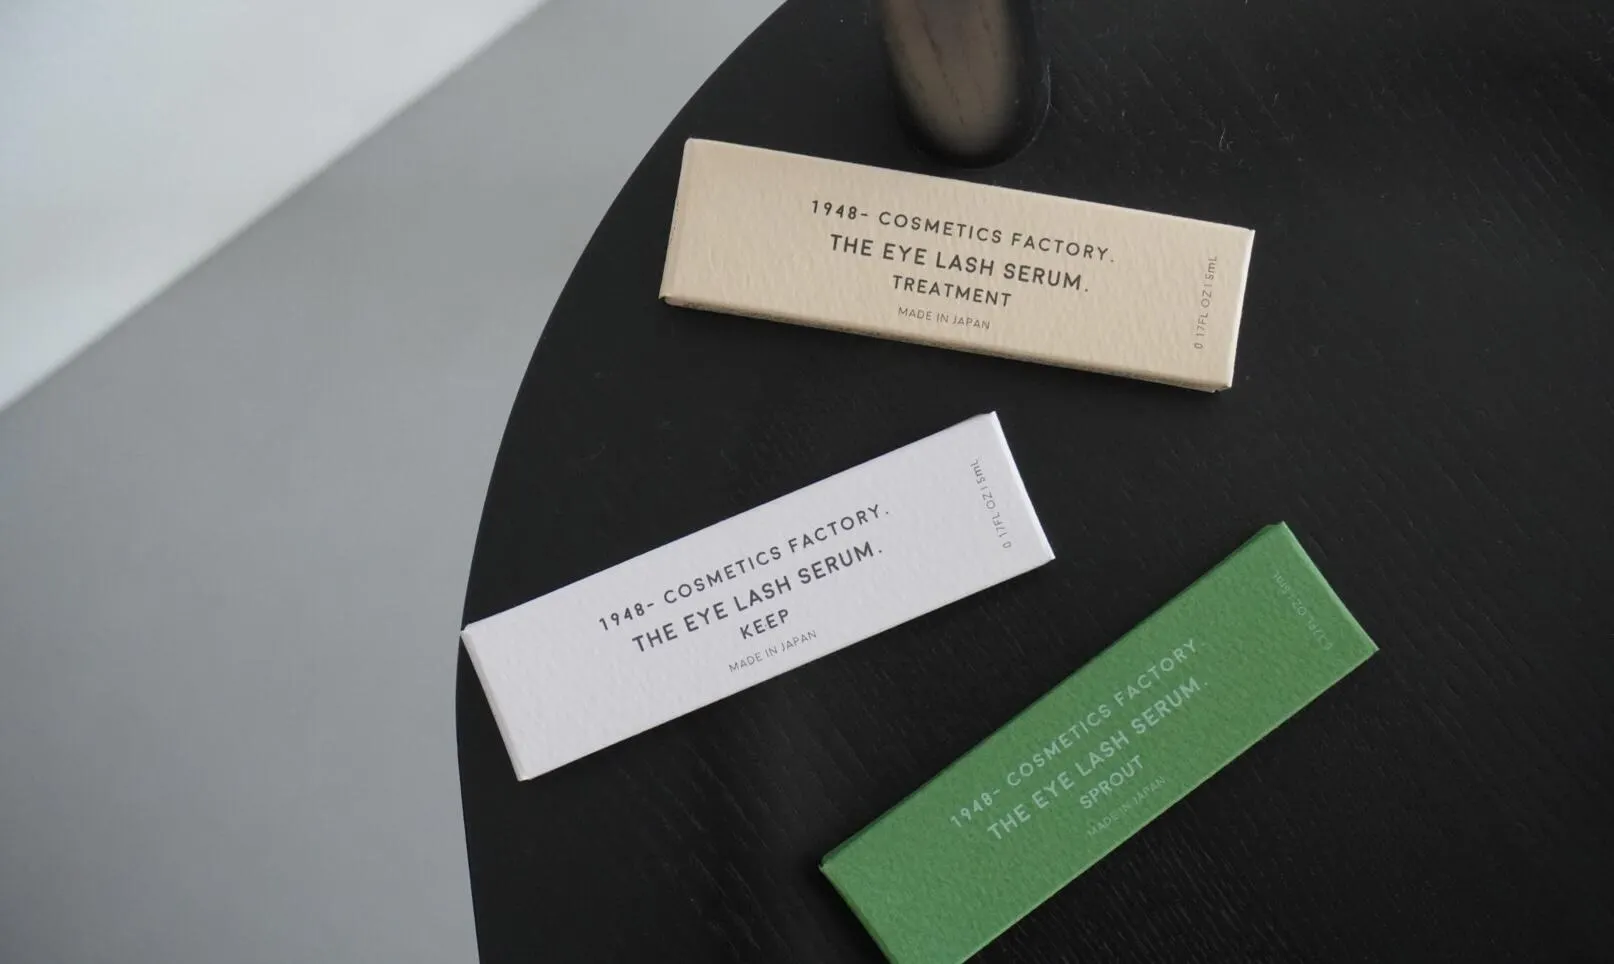 1948- COSMETICS FACTORY.
THE EYE LASH SERUM.
TREATMENT
MADE IN JAPAN
0.17FL OZ I 5mL
1948- COSMETICS FACTORY.
THE EYE LASH SERUM.
KEEP
MADE IN JAPAN
0.17FL OZ I 5mL
1948- COSMETICS FACTORY
THE EYE LASH SERUM.
SPROUT
MADE IN JAPAN